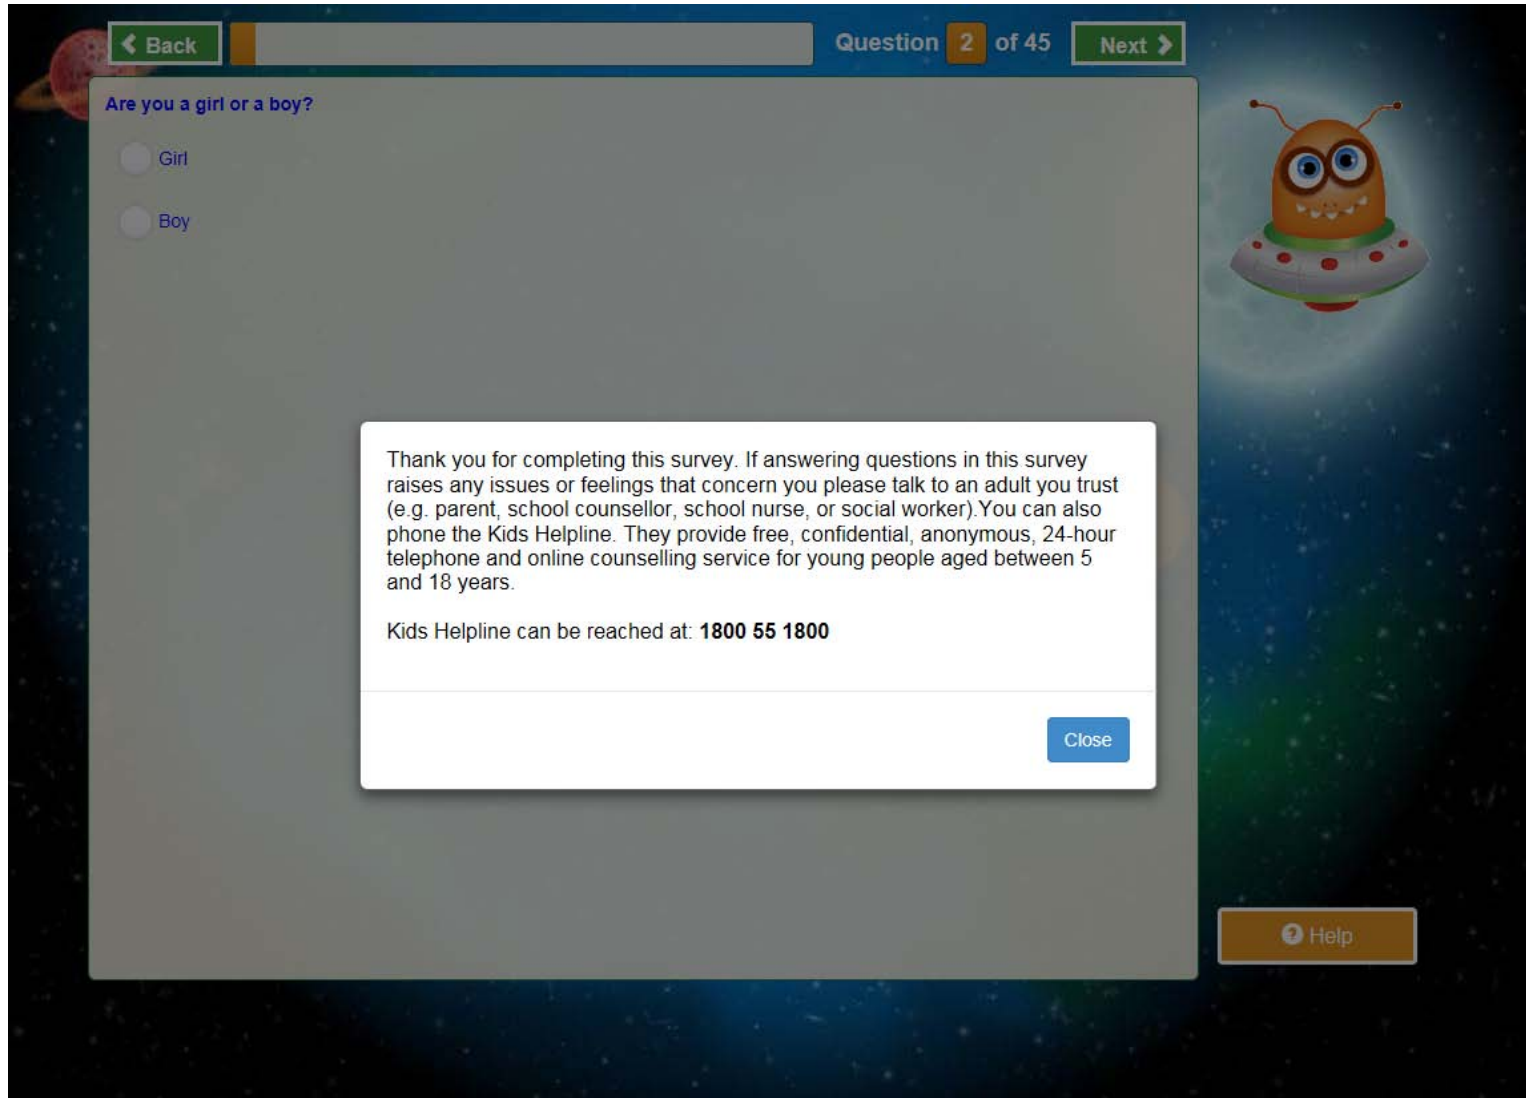 Back
Question 2 of 45
Next
Are you a girl or a boy?
Girl
Boy
Thank you for completing this survey. If answering questions in this survey
raises any issues or feelings that concern you please talk to an adult you trust
(e.g. parent, school counsellor, school nurse, or social worker).You can also
phone the Kids Helpline. They provide free, confidential, anonymous, 24-hour
telephone and online counselling service for young people aged between 5
and 18 years.
Kids Helpline can be reached at: 1800 55 1800
Close
? Help